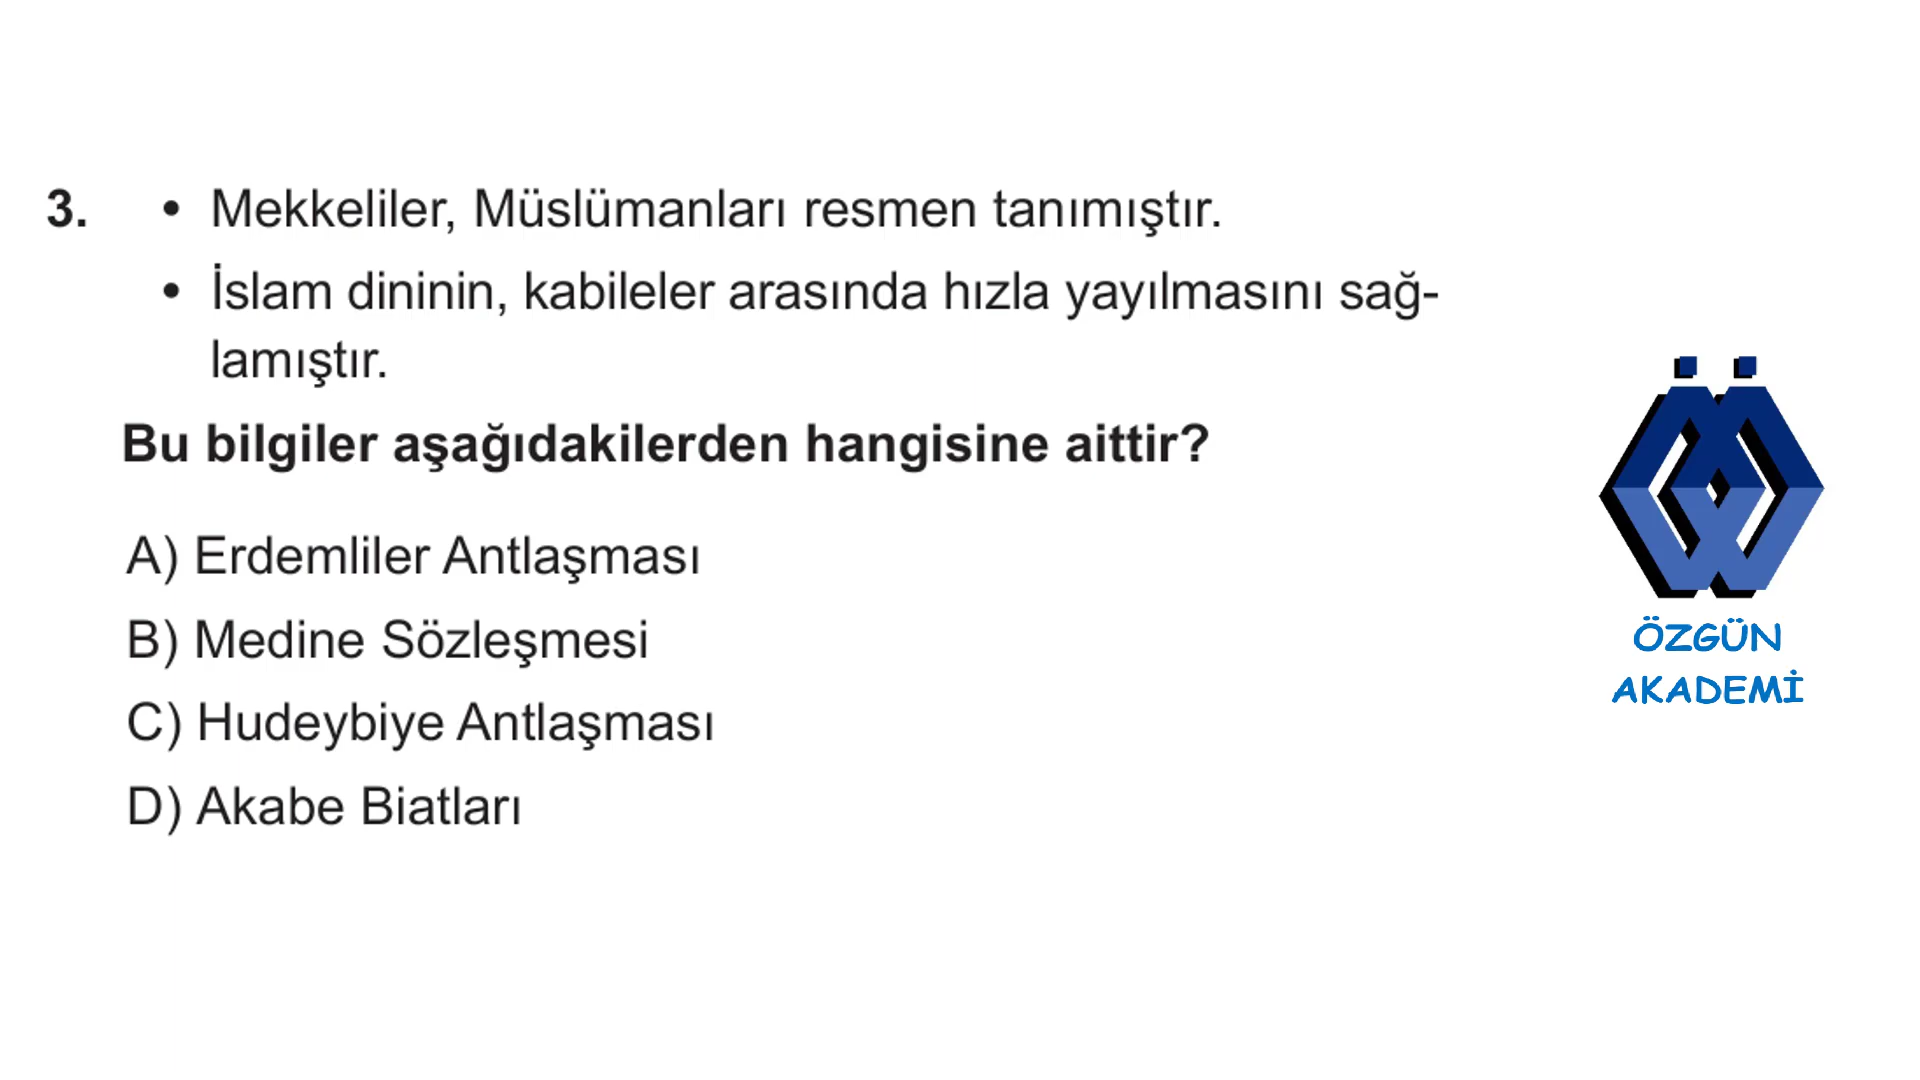 3. • Mekkeliler, Müslümanları resmen tanımıştır.
• İslam dininin, kabileler arasında hızla yayılmasını sağ-
lamıştır.
Bu bilgiler aşağıdakilerden hangisine aittir?
A) Erdemliler Antlaşması
B) Medine Sözleşmesi
C) Hudeybiye Antlaşması
D) Akabe Biatları
ÖZGÜN
AKADEMİ